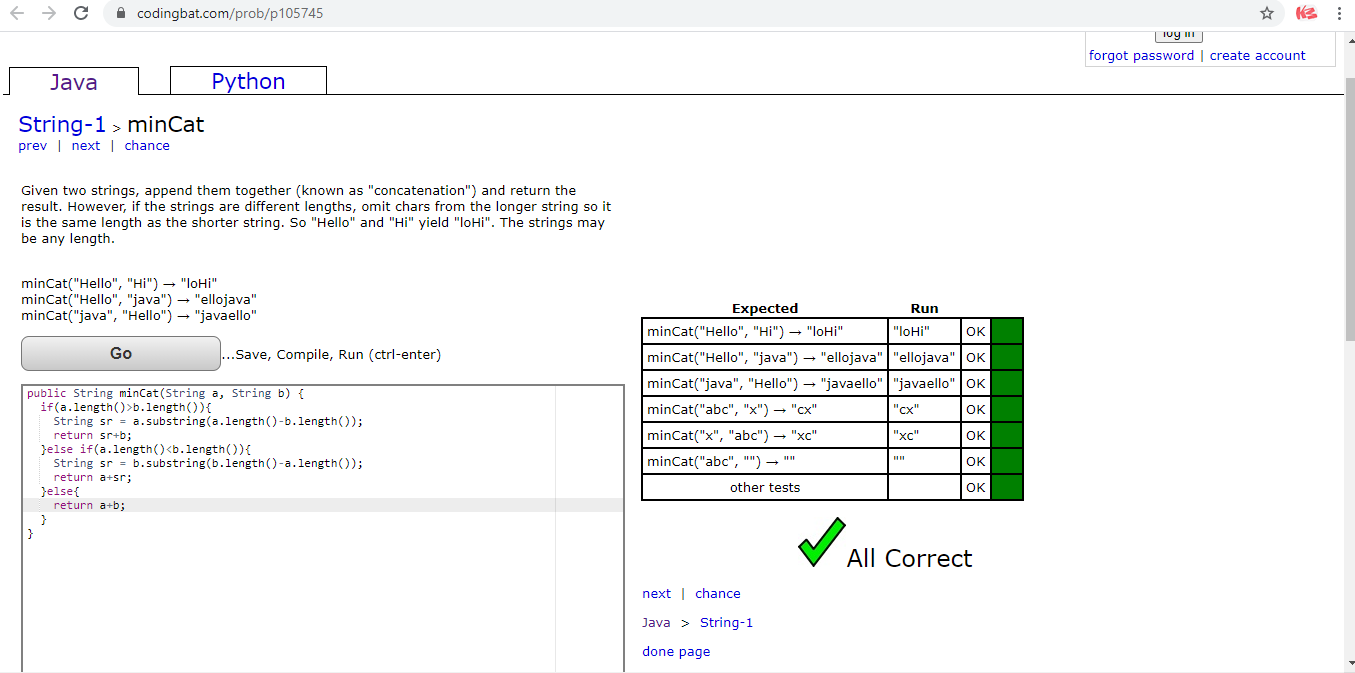 codingbat.com/prob/p105745
log in
forgot password | create account
Java
Python
String-1 > minCat
prev | next | chance
Given two strings, append them together (known as "concatenation") and return the
result. However, if the strings are different lengths, omit chars from the longer string so it
is the same length as the shorter string. So "Hello" and "Hi" yield "loHi". The strings may
be any length.
minCat("Hello", "Hi") → "loHi"
minCat("Hello", "java") → "ellojava"
minCat("java", "Hello") → "javaello"
Go ...Save, Compile, Run (ctrl-enter)
public String minCat(String a, String b) {
  if(a.length()>b.length()){
    String sr = a.substring(a.length()-b.length());
    return sr+b;
  }else if(a.length()<b.length()){
    String sr = b.substring(b.length()-a.length());
    return a+sr;
  }else{
    return a+b;
  }
}
Expected Run
minCat("Hello", "Hi") → "loHi" "loHi" OK
minCat("Hello", "java") → "ellojava" "ellojava" OK
minCat("java", "Hello") → "javaello" "javaello" OK
minCat("abc", "x") → "cx" "cx" OK
minCat("x", "abc") → "xc" "xc" OK
minCat("abc", "") → "" "" OK
other tests OK
All Correct
next | chance
Java > String-1
done page